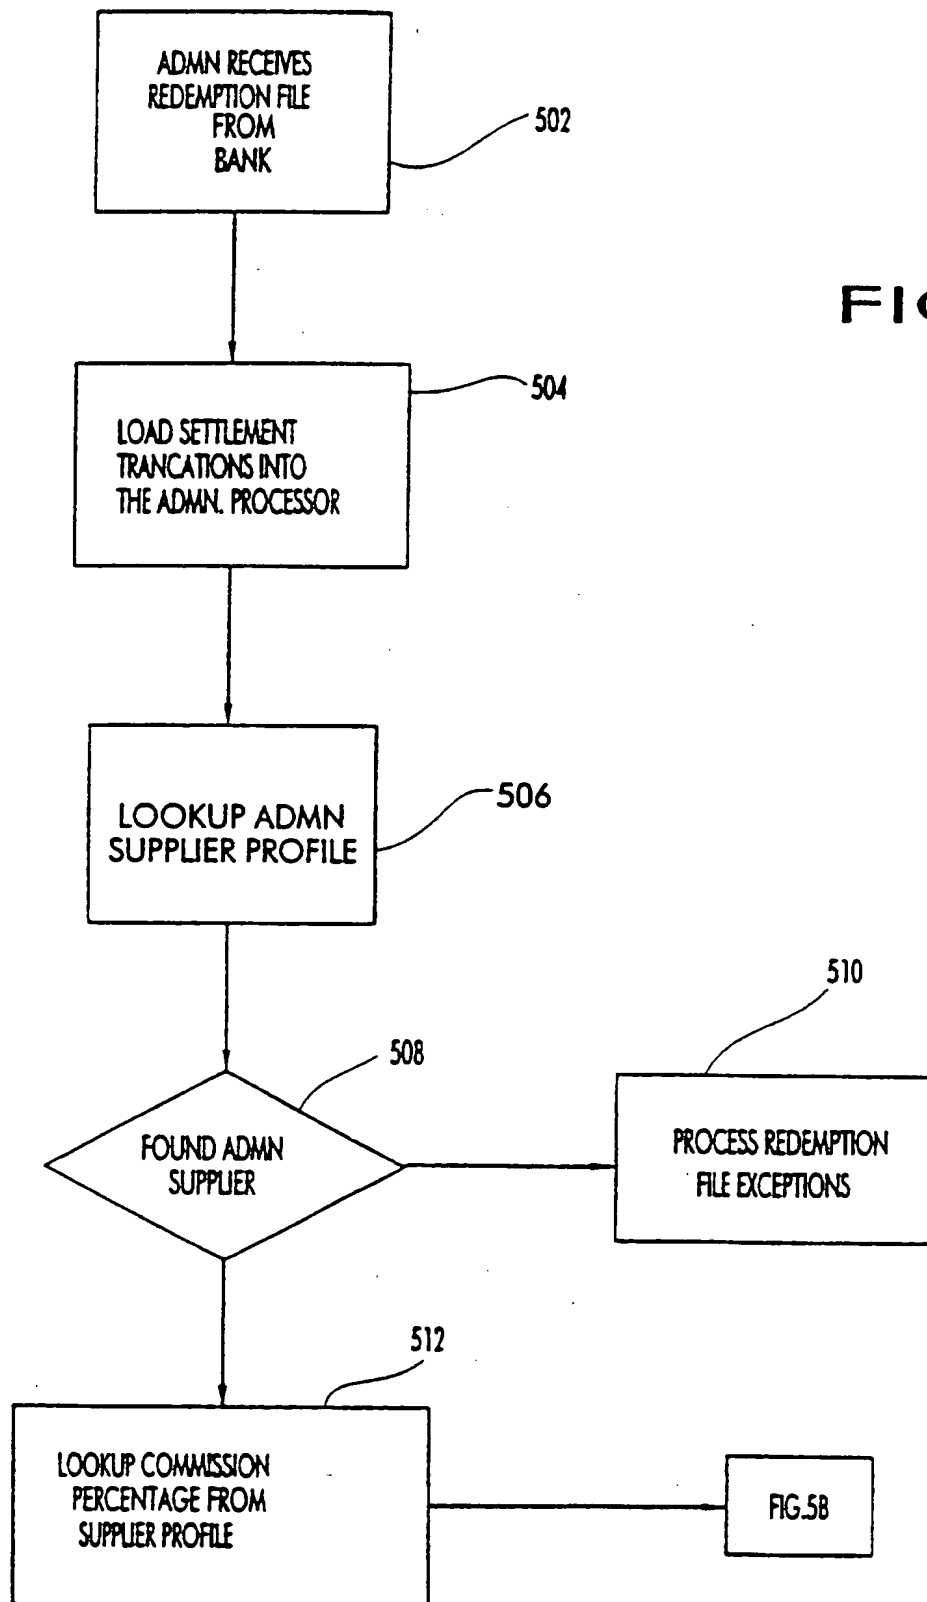 ADMN RECEIVES
REDEMPTION FILE
FROM
BANK
502
FIG
504
LOAD SETTLEMENT
TRANCATIONS INTO
THE ADMN. PROCESSOR
LOOKUP ADMN
SUPPLIER PROFILE
506
510
508
FOUND ADMN
SUPPLIER
PROCESS REDEMPTION
FILE EXCEPTIONS
512
LOOKUP COMMISSION
PERCENTAGE FROM
SUPPLIER PROFILE
FIG.5B